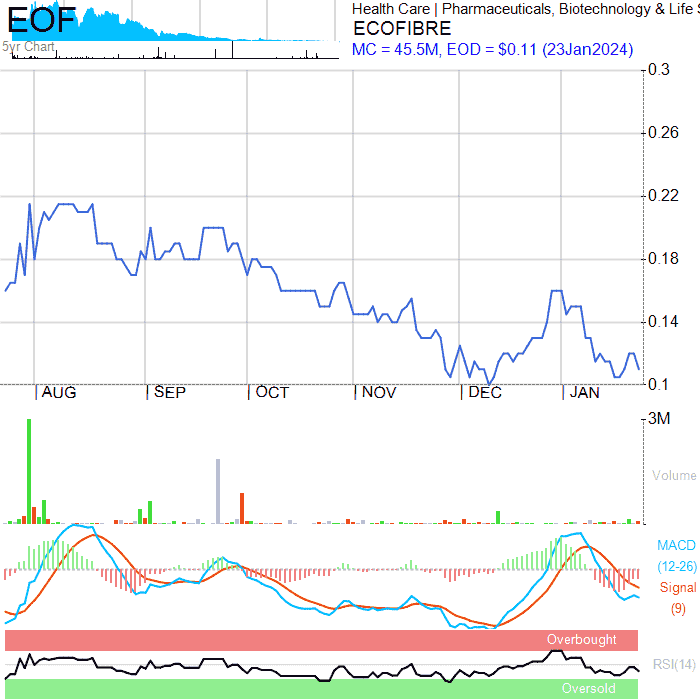 EOF
5yr Chart
Health Care | Pharmaceuticals, Biotechnology & Life S
ECOFIBRE
MC = 45.5M, EOD = $0.11 (23Jan2024)
0.3
0.26
0.22
0.18
0.14
0.1
AUG SEP OCT NOV DEC JAN
3M
Volume
MACD
(12-26)
Signal
(9)
Overbought
RSI(14)
Oversold